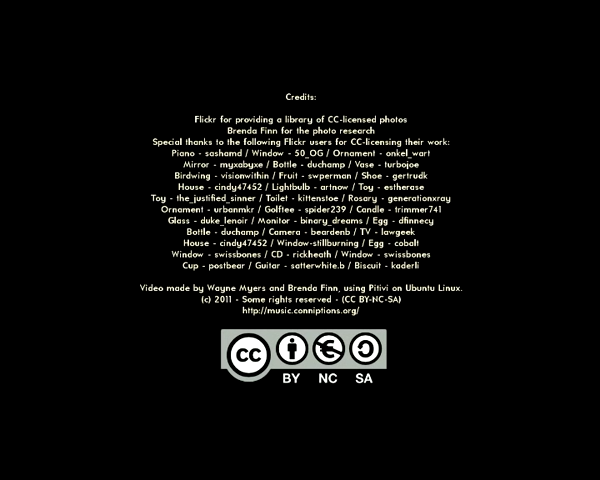 Credits:
Flickr for providing a library of CC-licensed photos
Brenda Finn for the photo research
Special thanks to the following Flickr users for CC-licensing their work:
Piano - sashamd / Window - 50_OG / Ornament - onkel_wart
Mirror - myxabyxe / Bottle - duchamp / Vase - turbojoe
Birdwing - visionwithin / Fruit - swperman / Shoe - gertrudk
House - cindy47452 / Lightbulb - artnow / Toy - estherase
Toy - the_justified_sinner / Toilet - kittenstoe / Rosary - generationxray
Ornament - urbanmkr / Golftee - spider239 / Candle - trimmer741
Glass - duke_lenoir / Monitor - binary_dreams / Egg - dfinnecy
Bottle - duchamp / Camera - beardenb / TV - lawgeek
House - cindy47452 / Window-stillburning / Egg - cobalt
Window - swissbones / CD - rickheath / Window - swissbones
Cup - postbear / Guitar - satterwhite.b / Biscuit - kaderli
Video made by Wayne Myers and Brenda Finn, using Pitivi on Ubuntu Linux.
(c) 2011 - Some rights reserved - (CC BY-NC-SA)
http://music.conniptions.org/
cc
BY NC SA